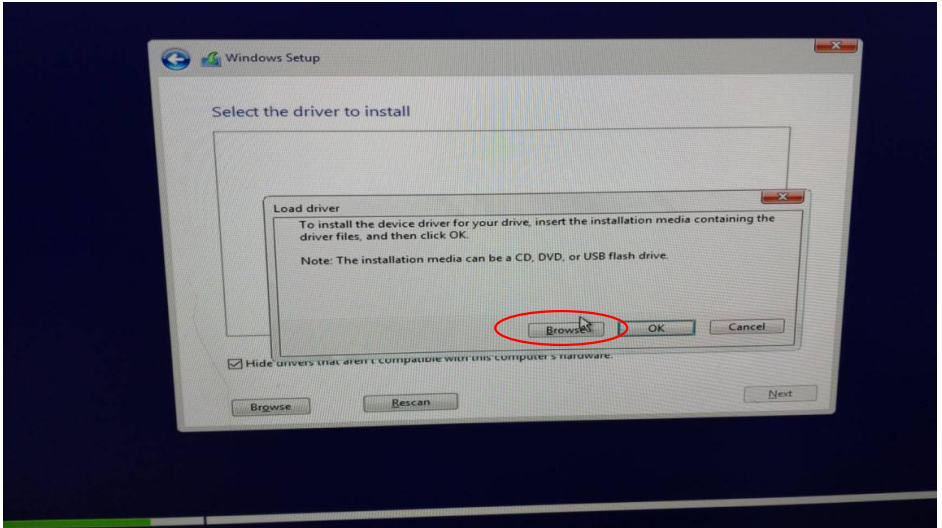 Windows Setup
Select the driver to install
Load driver
To install the device driver for your drive, insert the installation media containing the
driver files, and then click OK.
Note: The installation media can be a CD, DVD, or USB flash drive.
Browse
OK
Cancel
Hide drivers that aren't compatible with this computer's hardware.
Browse
Rescan
Next